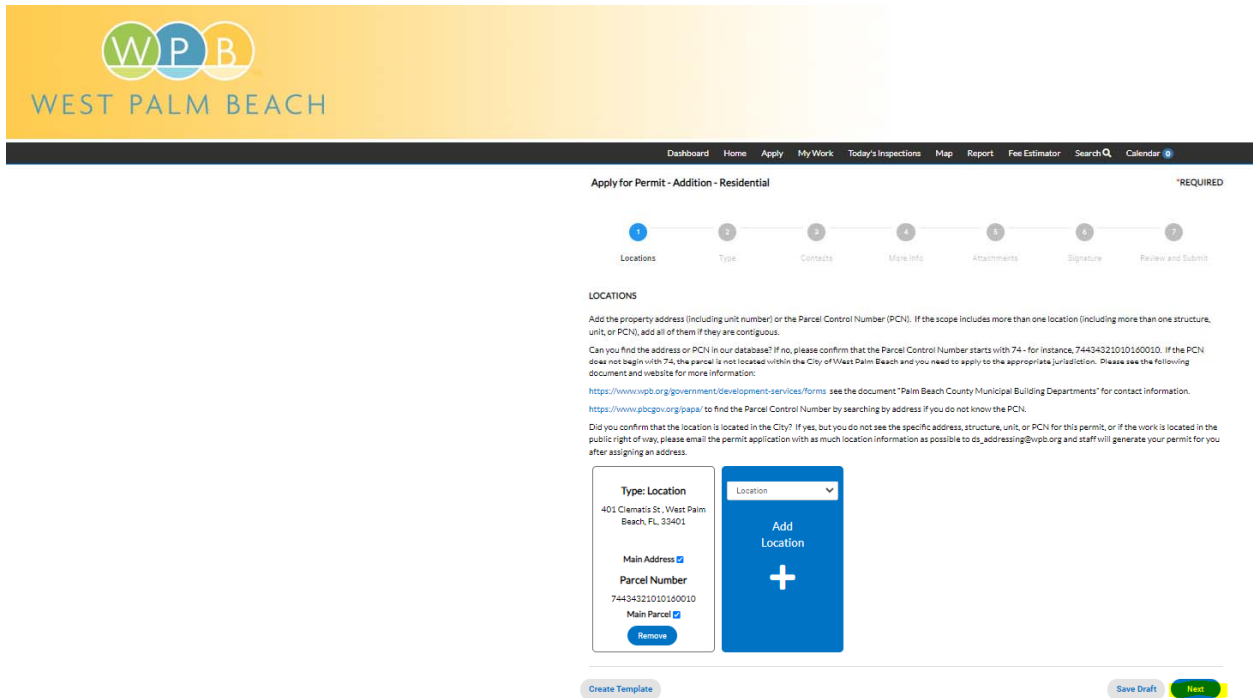 WPB
WEST PALM BEACH
Dashboard Home Apply My Work Today's Inspections Map Report Fee Estimator Search Calendar 0
Apply for Permit - Addition - Residential
*REQUIRED
1 2 3 4 5 6 7
Locations Type Contacts More Info Attachments Signature Review and Submit
LOCATIONS
Add the property address (including unit number) or the Parcel Control Number (PCN). If the scope includes more than one location (including more than one structure,
unit, or PCN), add all of them if they are contiguous.
Can you find the address or PCN in our database? If no, please confirm that the Parcel Control Number starts with 74 - for instance, 74434321010160010. If the PCN
does not begin with 74, the parcel is not located within the City of West Palm Beach and you need to apply to the appropriate jurisdiction. Please see the following
document and website for more information:
https://www.wpb.org/government/development-services/forms see the document "Palm Beach County Municipal Building Departments" for contact information.
https://www.pbcgov.org/papa/ to find the Parcel Control Number by searching by address if you do not know the PCN.
Did you confirm that the location is located in the City? If yes, but you do not see the specific address, structure, unit, or PCN for this permit, or if the work is located in the
public right of way, please email the permit application with as much location information as possible to ds_addressing@wpb.org and staff will generate your permit for you
after assigning an address.
Type: Location
401 Clematis St , West Palm
Beach, FL, 33401
Main Address
Parcel Number
74434321010160010
Main Parcel
Remove
Location
Add
Location
Create Template
Save Draft
Next